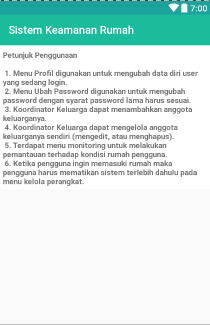 7:00
Sistem Keamanan Rumah
Petunjuk Penggunaan
1. Menu Profil digunakan untuk mengubah data diri user
yang sedang login.
2. Menu Ubah Password digunakan untuk mengubah
password dengan syarat password lama harus sesuai.
3. Koordinator Keluarga dapat menambahkan anggota
keluarganya.
4. Koordinator Keluarga dapat mengelola anggota
keluarganya sendiri (mengedit, atau menghapus).
5. Terdapat menu monitoring untuk melakukan
pemantauan terhadap kondisi rumah pengguna.
6. Ketika pengguna ingin memasuki rumah maka
pengguna harus mematikan sistem terlebih dahulu pada
menu kelola perangkat.